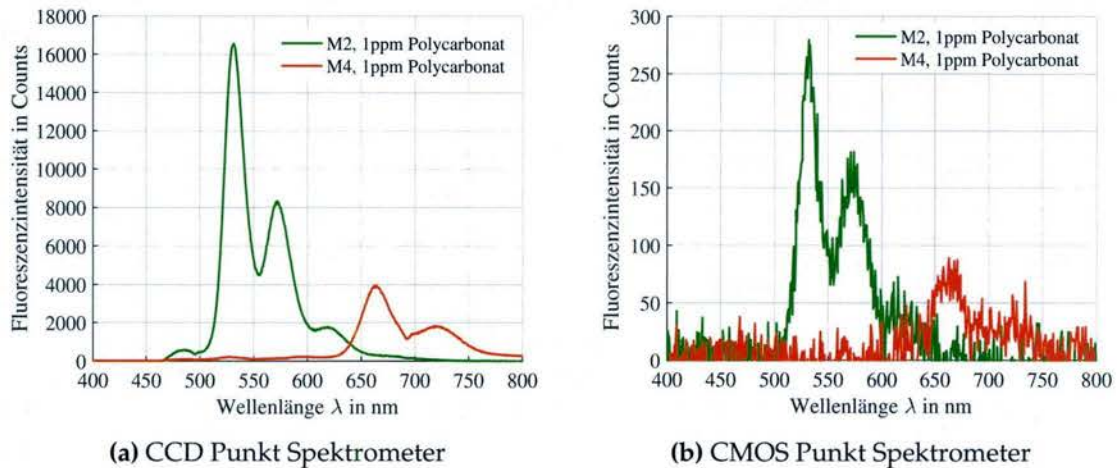 18000
16000
14000
12000
10000
8000
6000
4000
2000
0
Fluoreszenzintensität in Counts
M2, 1ppm Polycarbonat
M4, 1ppm Polycarbonat
400 450 500 550 600 650 700 750 800
Wellenlänge λ in nm
(a) CCD Punkt Spektrometer
300
250
200
150
100
50
0
Fluoreszenzintensität in Counts
M2, 1ppm Polycarbonat
M4, 1ppm Polycarbonat
400 450 500 550 600 650 700 750 800
Wellenlänge λ in nm
(b) CMOS Punkt Spektrometer